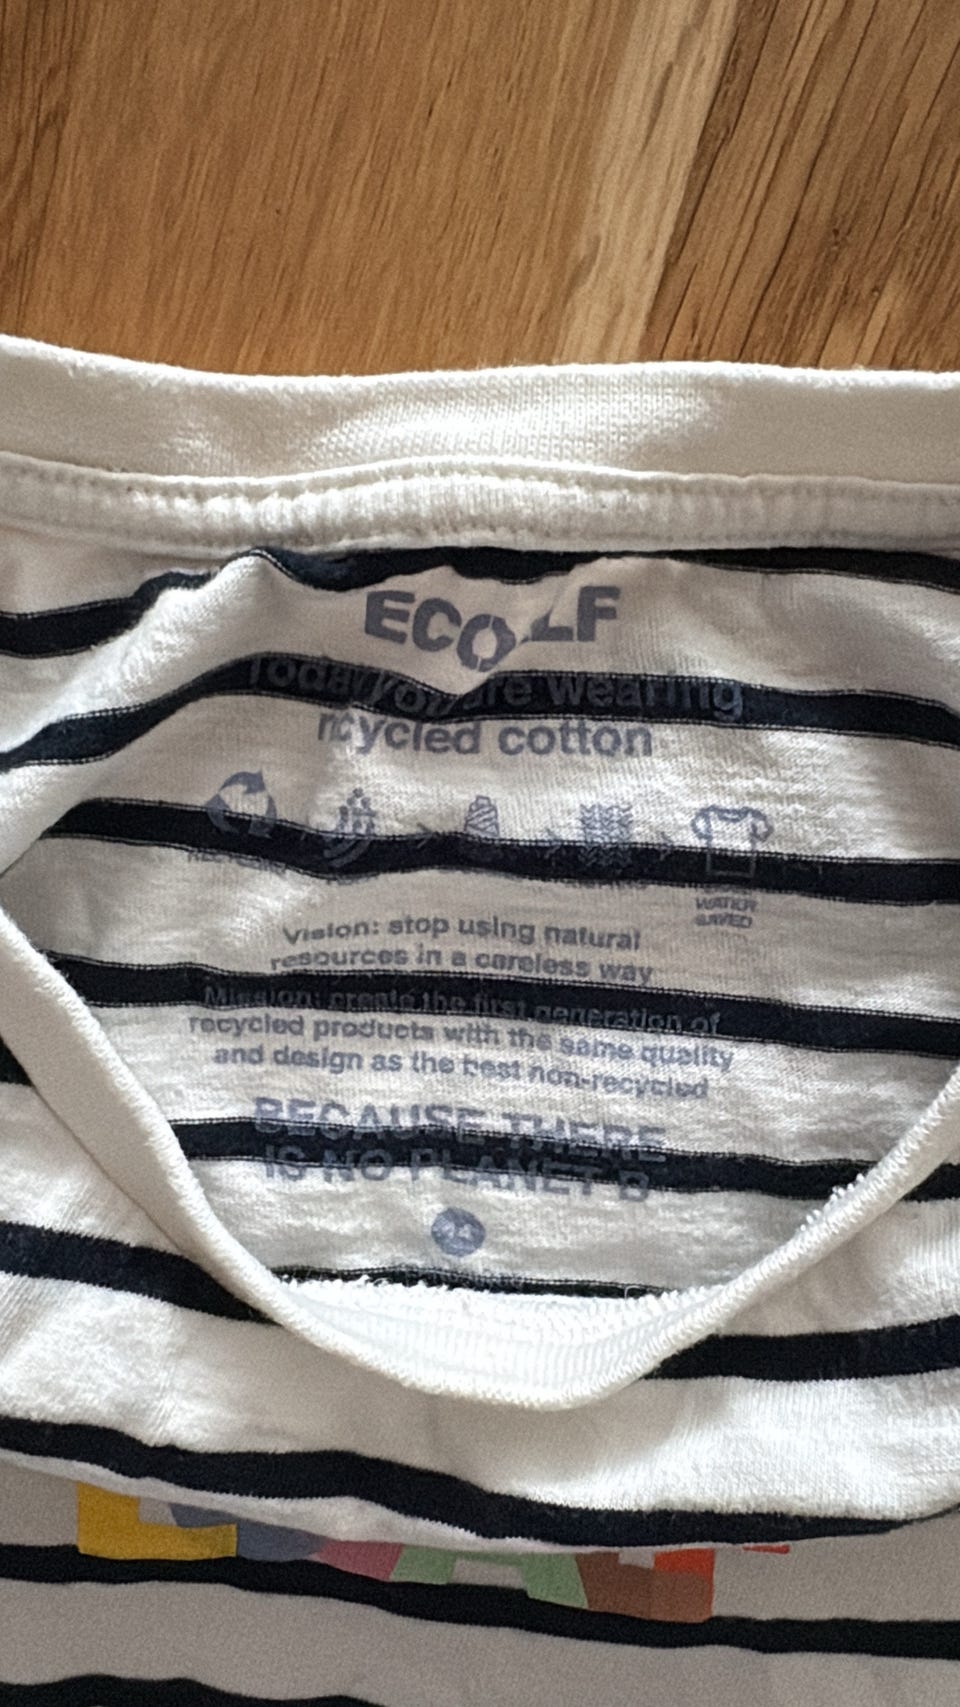 ECO LF
Today you are wearing
recycled cotton
WATER
SAVED
Vision: stop using natural
resources in a careless way
Mission: create the first generation of
recycled products with the same quality
and design as the best non-recycled
BECAUSE THERE
IS NO PLANET B